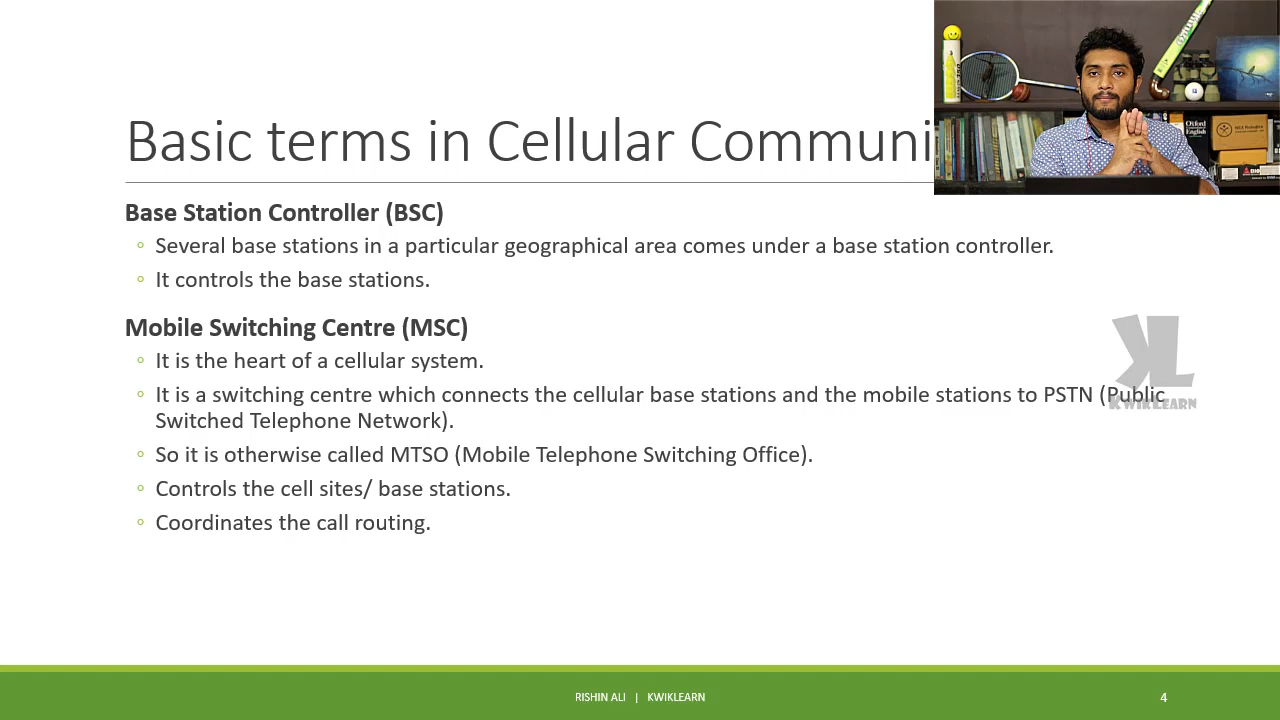 Basic terms in Cellular Communi
Base Station Controller (BSC)
Several base stations in a particular geographical area comes under a base station controller.
It controls the base stations.
Mobile Switching Centre (MSC)
It is the heart of a cellular system.
It is a switching centre which connects the cellular base stations and the mobile stations to PSTN (Public
Switched Telephone Network).
So it is otherwise called MTSO (Mobile Telephone Switching Office).
Controls the cell sites/ base stations.
Coordinates the call routing.
KL
KWIKLEARN
Oxford
English
RISHIN ALI | KWIKLEARN
4